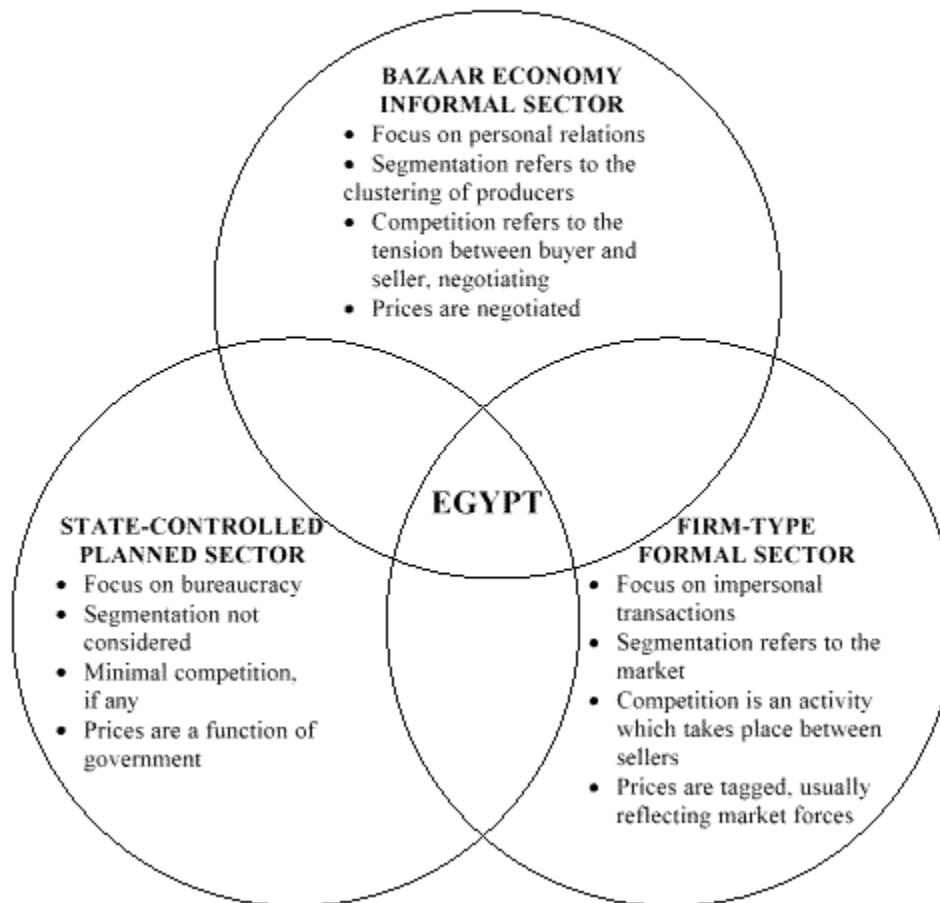 BAZAAR ECONOMY
INFORMAL SECTOR
• Focus on personal relations
• Segmentation refers to the
clustering of producers
• Competition refers to the
tension between buyer and
seller, negotiating
• Prices are negotiated
EGYPT
STATE-CONTROLLED
PLANNED SECTOR
• Focus on bureaucracy
• Segmentation not
considered
• Minimal competition,
if any
• Prices are a function of
government
FIRM-TYPE
FORMAL SECTOR
• Focus on impersonal
transactions
• Segmentation refers to the
market
• Competition is an activity
which takes place between
sellers
• Prices are tagged, usually
reflecting market forces